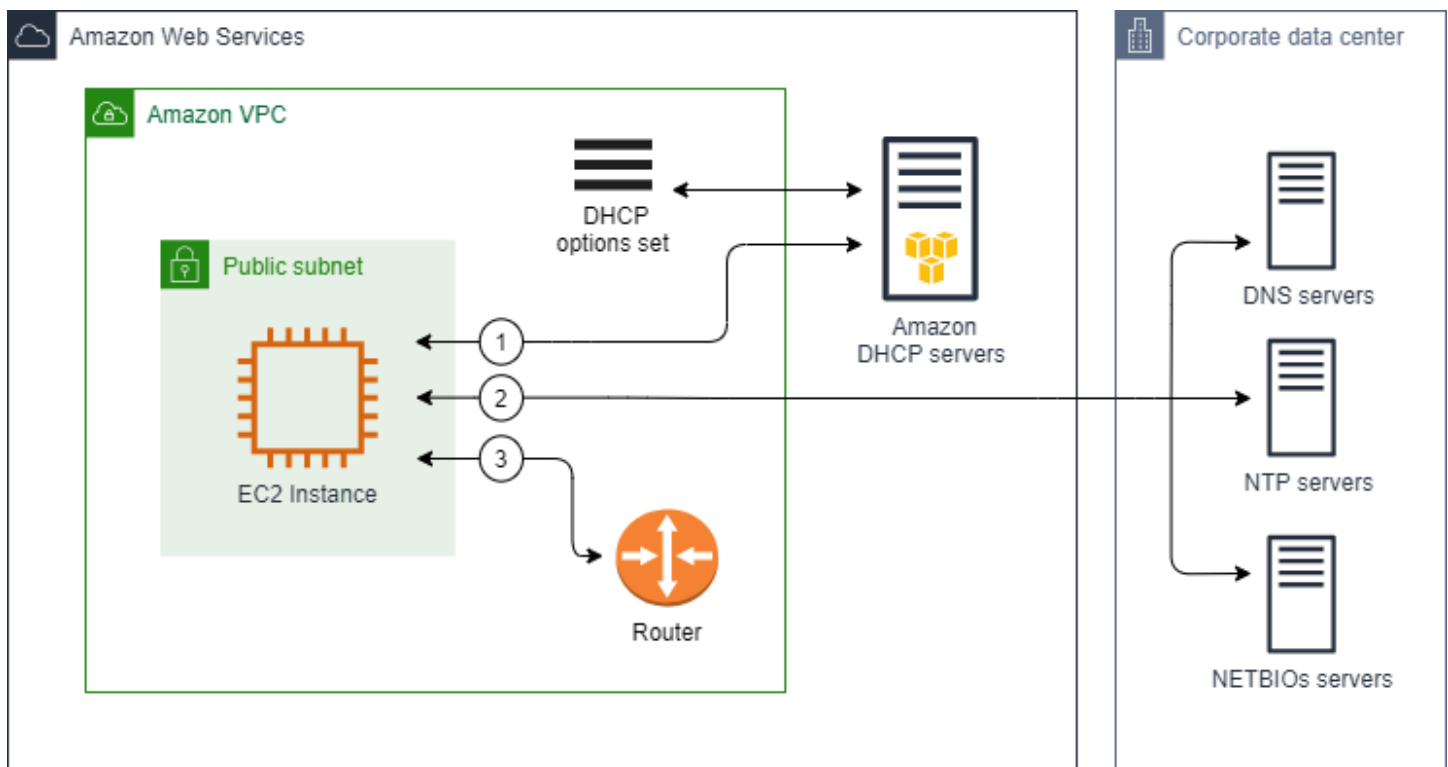 Amazon Web Services
Corporate data center
Amazon VPC
DHCP
options set
Public subnet
Amazon
DHCP servers
DNS servers
1
2
3
EC2 Instance
NTP servers
Router
NETBIOs servers